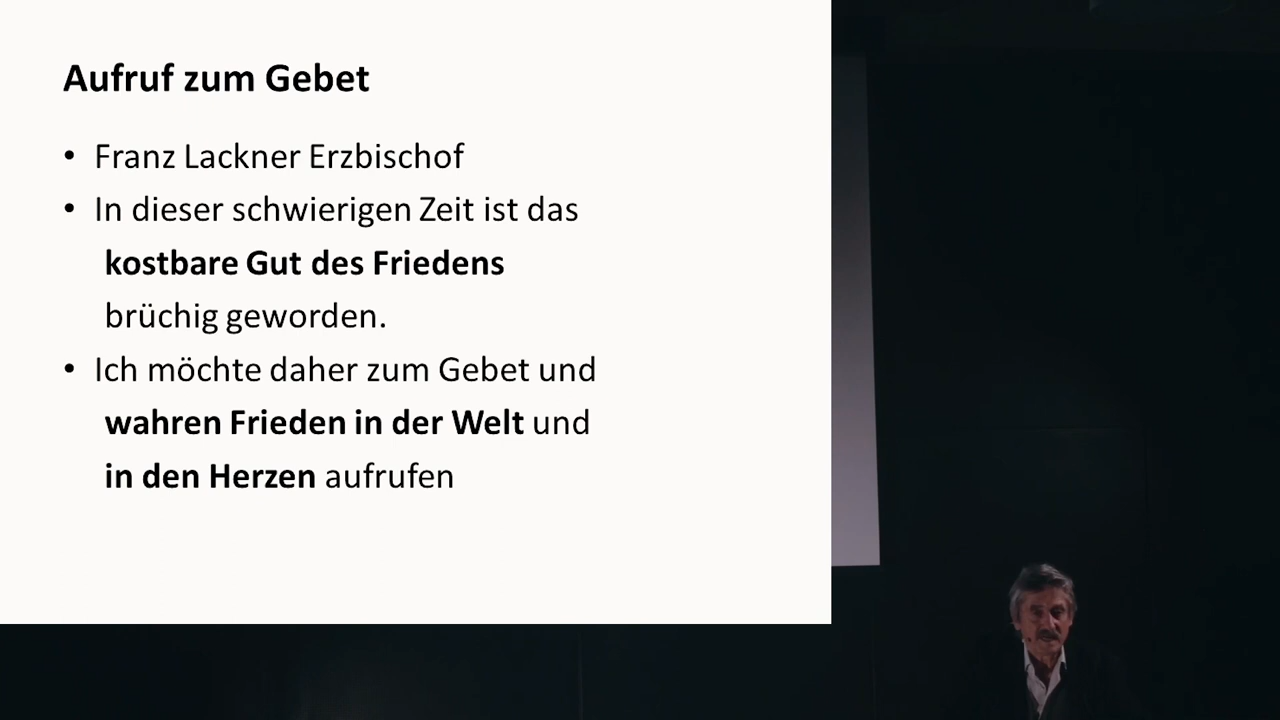 Aufruf zum Gebet
• Franz Lackner Erzbischof
• In dieser schwierigen Zeit ist das
kostbare Gut des Friedens
brüchig geworden.
• Ich möchte daher zum Gebet und
wahren Frieden in der Welt und
in den Herzen aufrufen